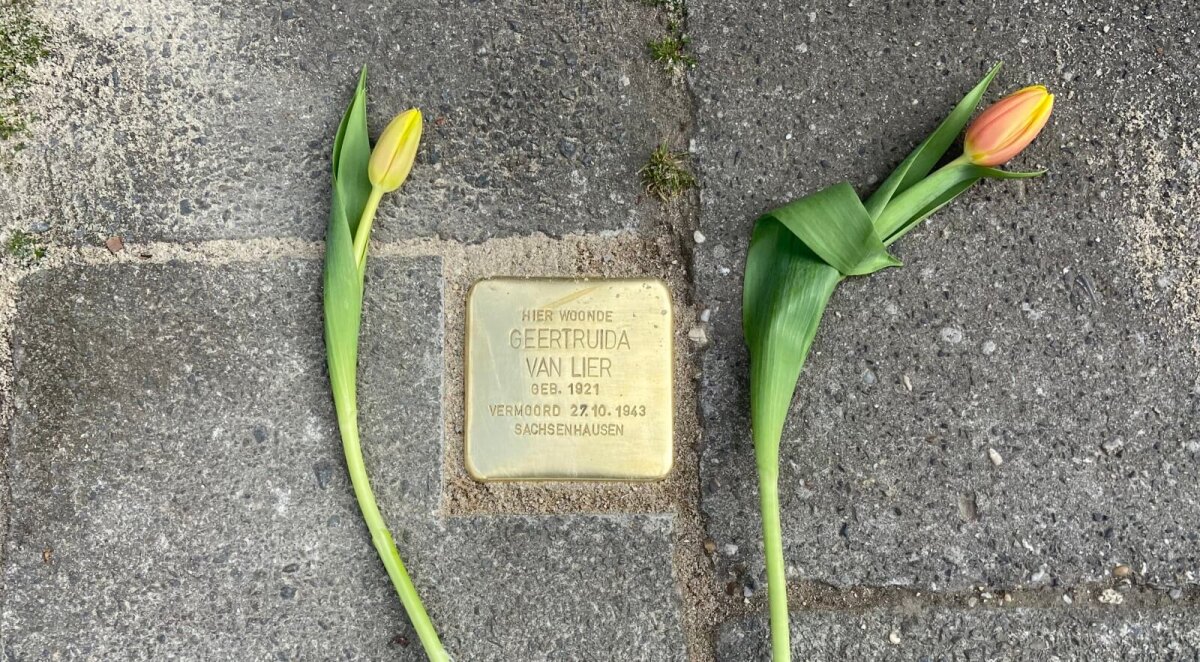 HIER WOONDE
GEERTRUIDA
VAN LIER
GEB. 1921
VERMOORD 27.10.1943
SACHSENHAUSEN